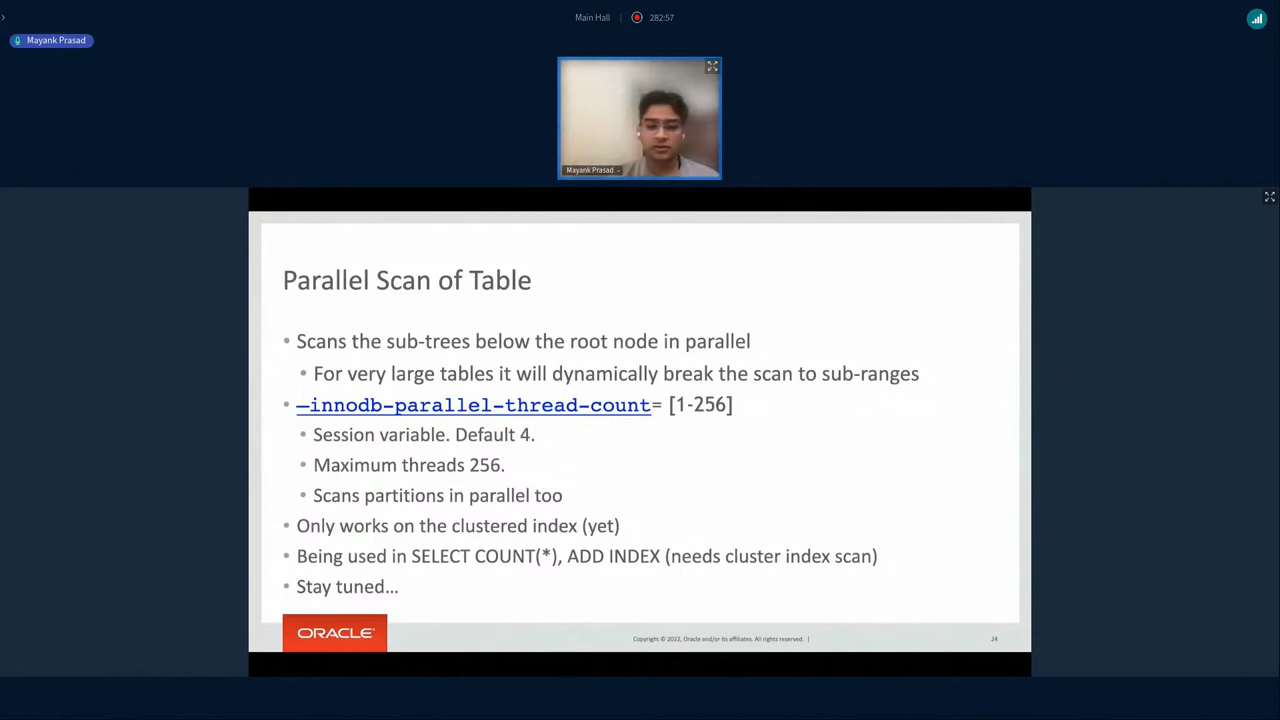 Main Hall
282:57
Mayank Prasad
Mayank Prasad
Parallel Scan of Table
• Scans the sub-trees below the root node in parallel
• For very large tables it will dynamically break the scan to sub-ranges
• –innodb-parallel-thread-count= [1-256]
• Session variable. Default 4.
• Maximum threads 256.
• Scans partitions in parallel too
• Only works on the clustered index (yet)
• Being used in SELECT COUNT(*), ADD INDEX (needs cluster index scan)
• Stay tuned…
ORACLE®
Copyright © 2022, Oracle and/or its affiliates. All rights reserved. |
24